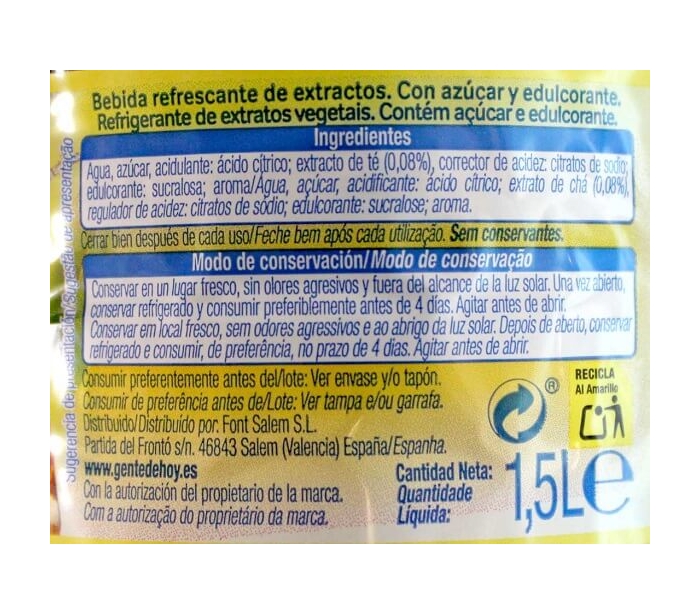 Bebida refrescante de extractos. Con azúcar y edulcorante.
Refrigerante de extratos vegetais. Contém açúcar e edulcorante.
Ingredientes
Agua, azúcar, acidulante: ácido cítrico; extracto de té (0,08%), corrector de acidez: citratos de sodio;
edulcorante: sucralosa; aroma/Agua, açúcar, acidificante: ácido cítrico; extrato de chá (0,08%),
regulador de acidez: citratos de sódio; edulcorante: sucralose; aroma.
Cerrar bien después de cada uso/Feche bem após cada utilização. Sem conservantes.
Modo de conservación/Modo de conservação
Conservar en un lugar fresco, sin olores agresivos y fuera del alcance de la luz solar. Una vez abierto,
conservar refrigerado y consumir preferiblemente antes de 4 días. Agitar antes de abrir.
Conservar em local fresco, sem odores agressivos e ao abrigo da luz solar. Depois de aberto, conservar
refrigerado e consumir, de preferência, no prazo de 4 dias. Agitar antes de abrir.
Consumir preferentemente antes del/lote: Ver envase y/o tapón.
Consumir de preferência antes de/Lote: Ver tampa e/ou garrafa.
Distribuido/Distribuído por: Font Salem S.L.
Partida del Frontó s/n. 46843 Salem (Valencia) España/Espanha.
www.gentedehoy.es
Con la autorización del propietario de la marca.
Com a autorização do proprietário da marca.
Cantidad Neta:
Quantidade
Líquida:
1,5L e
®
RECICLA
Al Amarillo
Sugerencia de presentación/Sugestão de apresentação